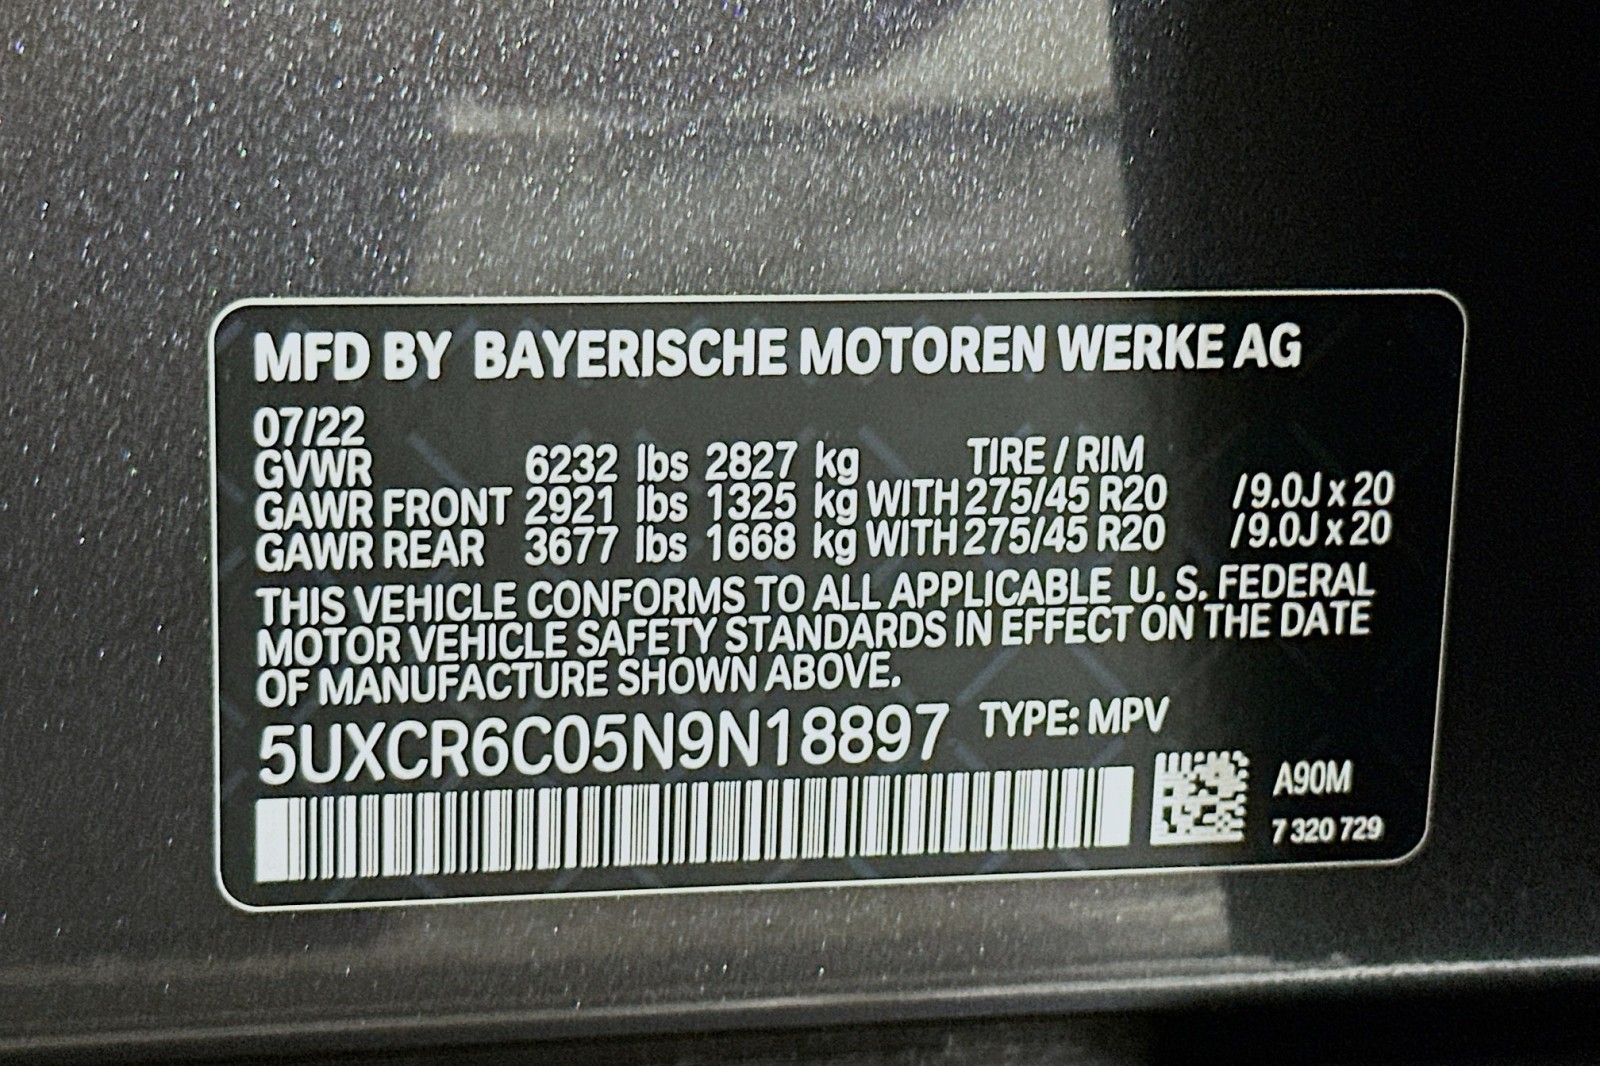 MFD BY BAYERISCHE MOTOREN WERKE AG
07/22
GVWR 6232 lbs 2827 kg TIRE / RIM
GAWR FRONT 2921 lbs 1325 kg WITH 275/45 R20 /9.0J x 20
GAWR REAR 3677 lbs 1668 kg WITH 275/45 R20 /9.0J x 20
THIS VEHICLE CONFORMS TO ALL APPLICABLE U. S. FEDERAL
MOTOR VEHICLE SAFETY STANDARDS IN EFFECT ON THE DATE
OF MANUFACTURE SHOWN ABOVE.
5UXCR6C05N9N18897 TYPE: MPV
A90M
7 320 729